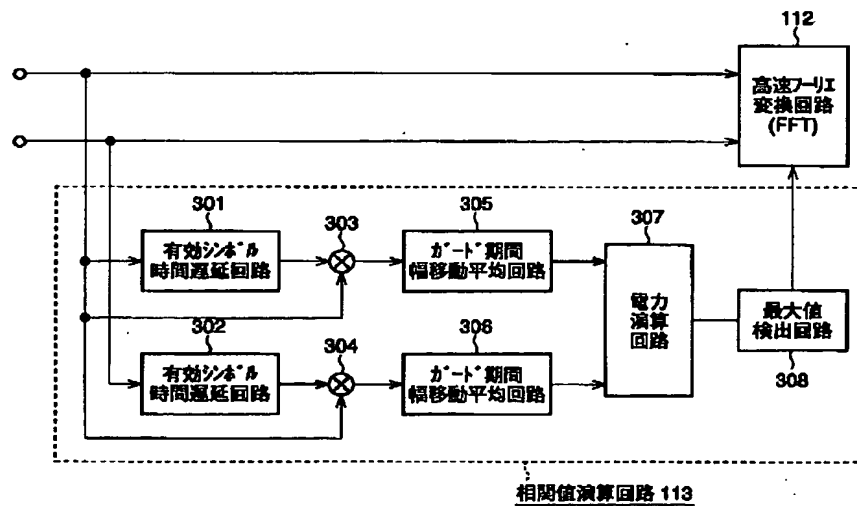 112
高速フーリエ
変換回路
(FFT)
301
303
305
307
有効シンボル
時間遅延回路
ガード期間
幅移動平均回路
電力
演算
回路
最大値
検出回路
308
302
304
306
有効シンボル
時間遅延回路
ガード期間
幅移動平均回路
相関値演算回路 113